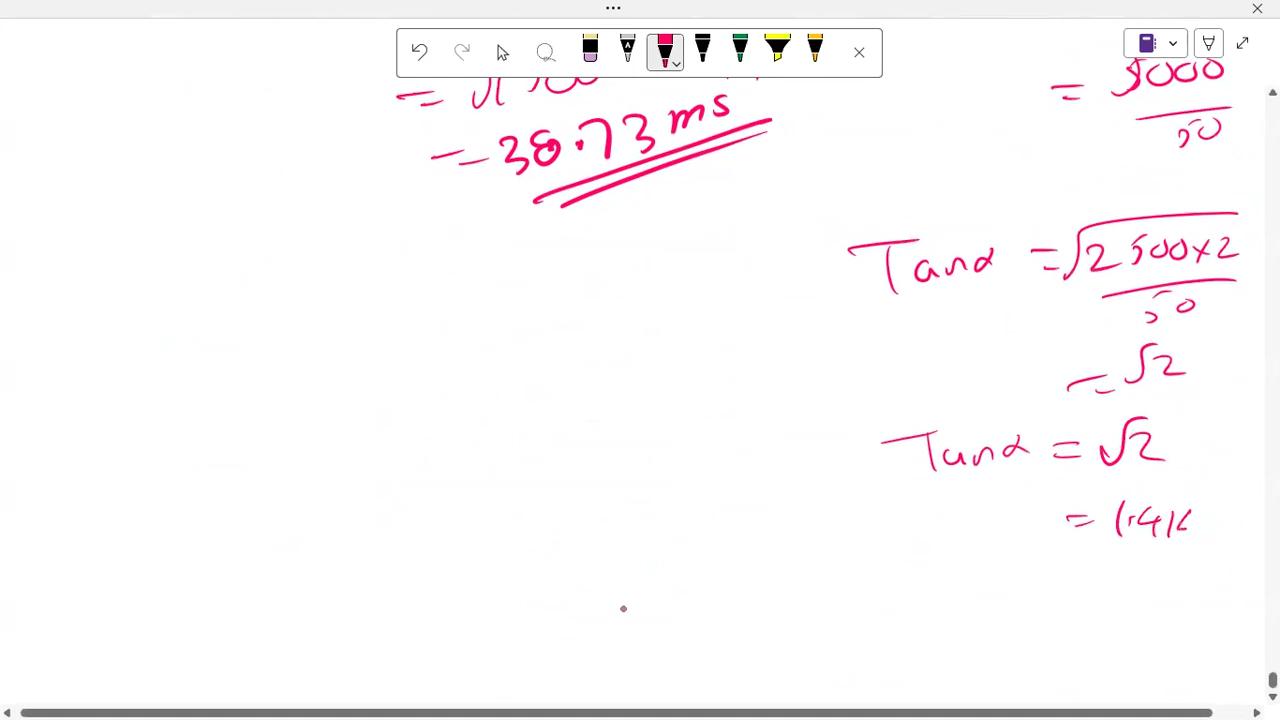 = 38.73 ms
= 5000
50
Tanα = √2500×2
50
= √2
Tanα = √2
= 1.414